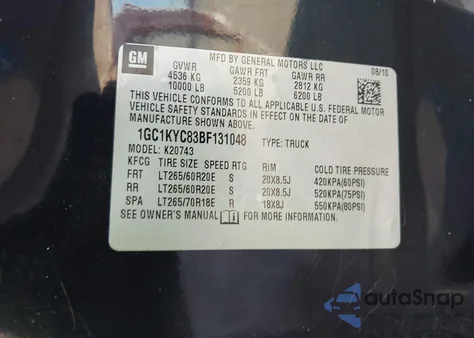 GM
MFD BY GENERAL MOTORS LLC
GVWR GAWR FRT GAWR RR 08/10
4536 KG 2359 KG 2812 KG
10000 LB 5200 LB 6200 LB
THIS VEHICLE CONFORMS TO ALL APPLICABLE U.S. FEDERAL MOTOR
VEHICLE SAFETY STANDARDS IN EFFECT ON THE DATE OF
MANUFACTURE SHOWN ABOVE.
1GC1KYC83BF131048 TYPE: TRUCK
MODEL: K20743
KFCG TIRE SIZE SPEED RTG RIM COLD TIRE PRESSURE
FRT LT265/60R20E S 20X8.5J 420KPA(60PSI)
RR LT265/60R20E S 20X8.5J 520KPA(75PSI)
SPA LT265/70R18E R 18X8J 550KPA(80PSI)
SEE OWNER'S MANUAL FOR MORE INFORMATION.
autoSnap